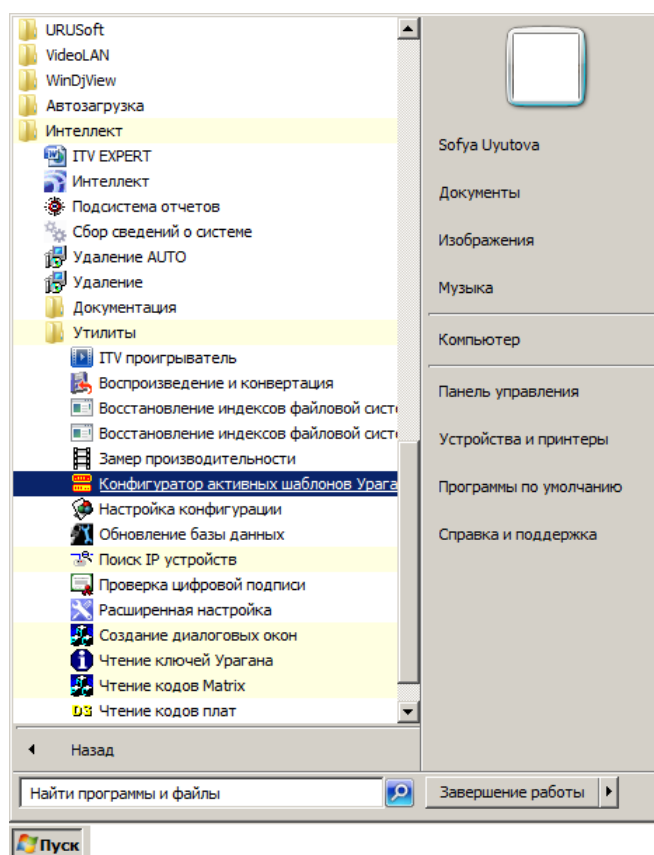 URUSoft
VideoLAN
WinDjView
Автозагрузка
Интеллект
ITV EXPERT
Интеллект
Подсистема отчетов
Сбор сведений о системе
Удаление AUTO
Удаление
Документация
Утилиты
ITV проигрыватель
Воспроизведение и конвертация
Восстановление индексов файловой сист
Восстановление индексов файловой сист
Замер производительности
Конфигуратор активных шаблонов Урага
Настройка конфигурации
Обновление базы данных
Поиск IP устройств
Проверка цифровой подписи
Расширенная настройка
Создание диалоговых окон
Чтение ключей Урагана
Чтение кодов Matrix
Чтение кодов плат
Назад
Найти программы и файлы
Sofya Uyutova
Документы
Изображения
Музыка
Компьютер
Панель управления
Устройства и принтеры
Программы по умолчанию
Справка и поддержка
Завершение работы
Пуск